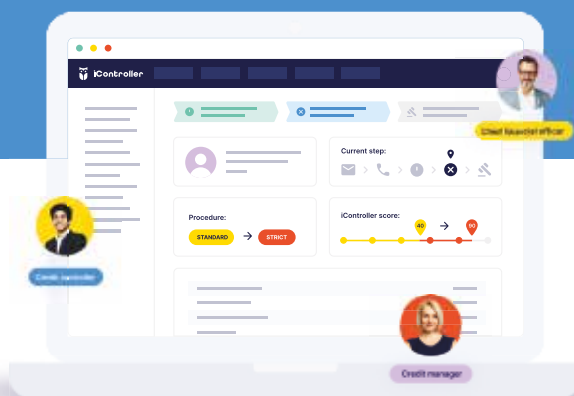 iController
Chief financial officer
Current step:
Procedure:
STANDARD
STRICT
iController score:
40
90
Credit controller
Credit manager